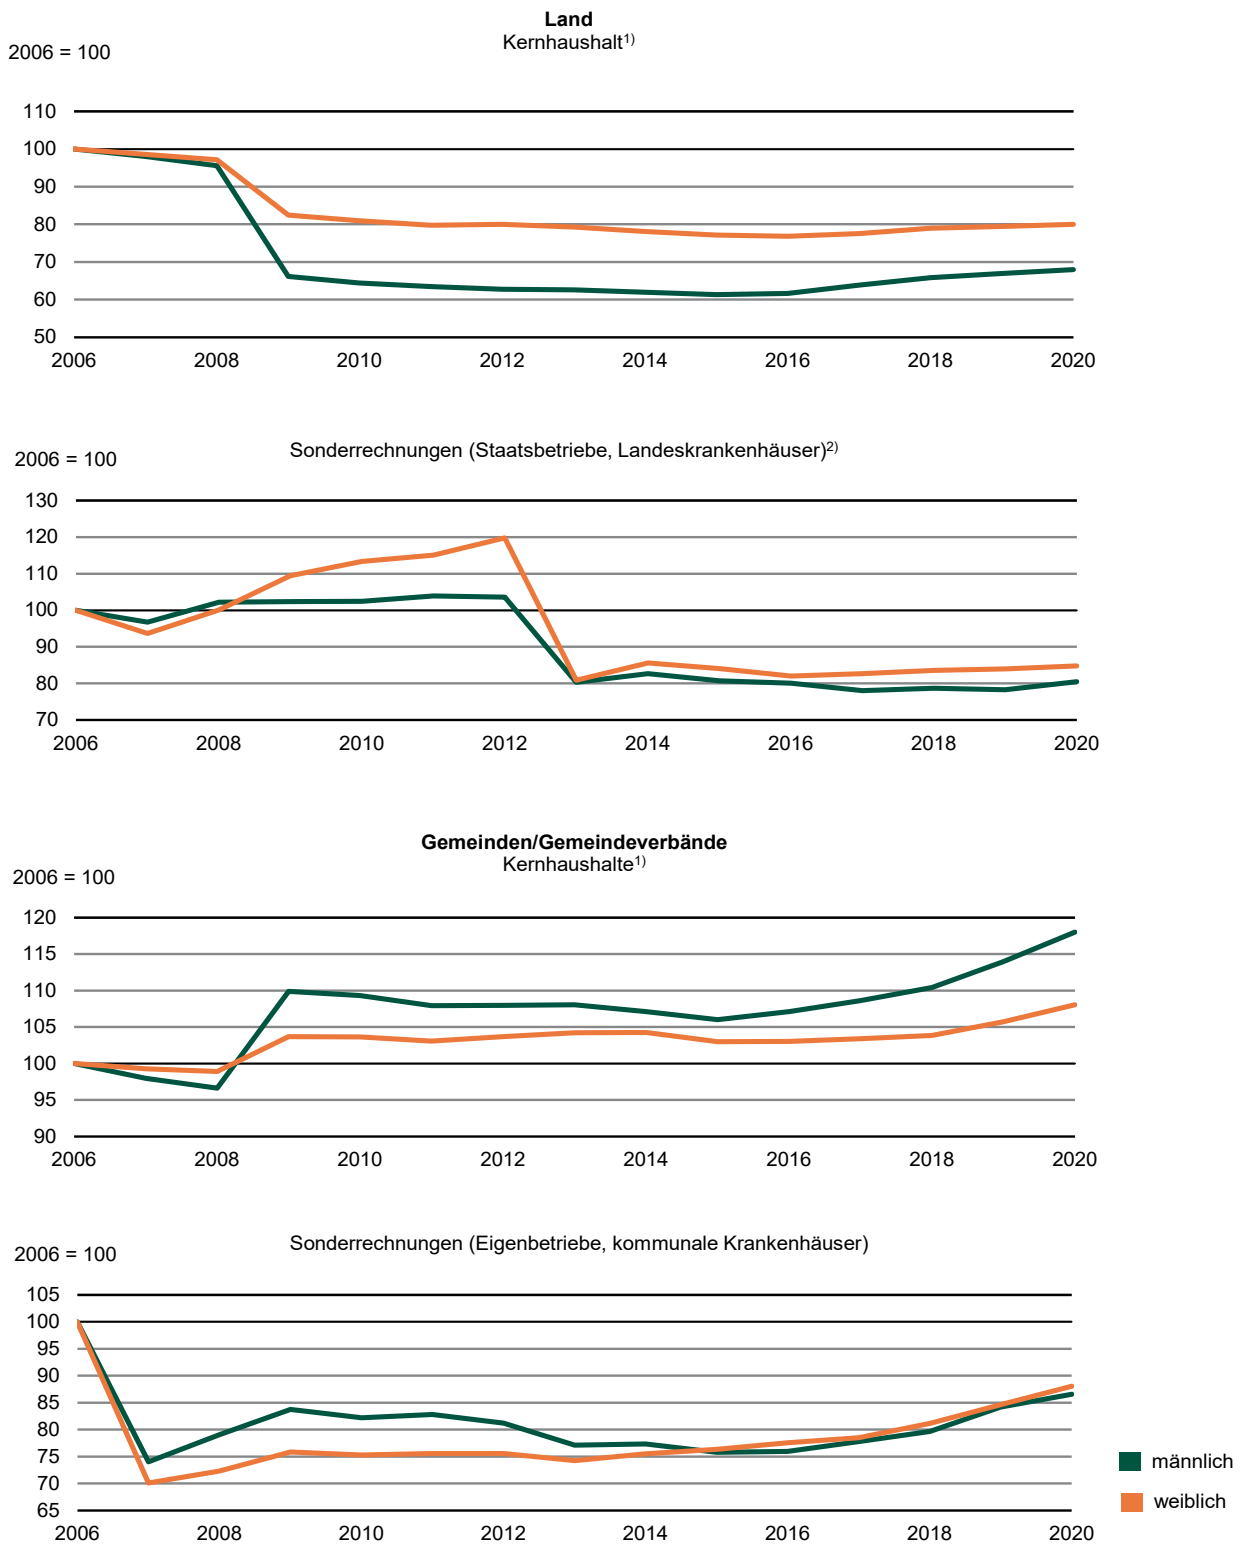 Land
Kernhaushalt1)
2006 = 100
110
100
90
80
70
60
50
2006 2008 2010 2012 2014 2016 2018 2020
Sonderrechnungen (Staatsbetriebe, Landeskrankenhäuser)2)
2006 = 100
130
120
110
100
90
80
70
2006 2008 2010 2012 2014 2016 2018 2020
Gemeinden/Gemeindeverbände
Kernhaushalte1)
2006 = 100
120
115
110
105
100
95
90
2006 2008 2010 2012 2014 2016 2018 2020
Sonderrechnungen (Eigenbetriebe, kommunale Krankenhäuser)
2006 = 100
105
100
95
90
85
80
75
70
65
2006 2008 2010 2012 2014 2016 2018 2020
männlich
weiblich